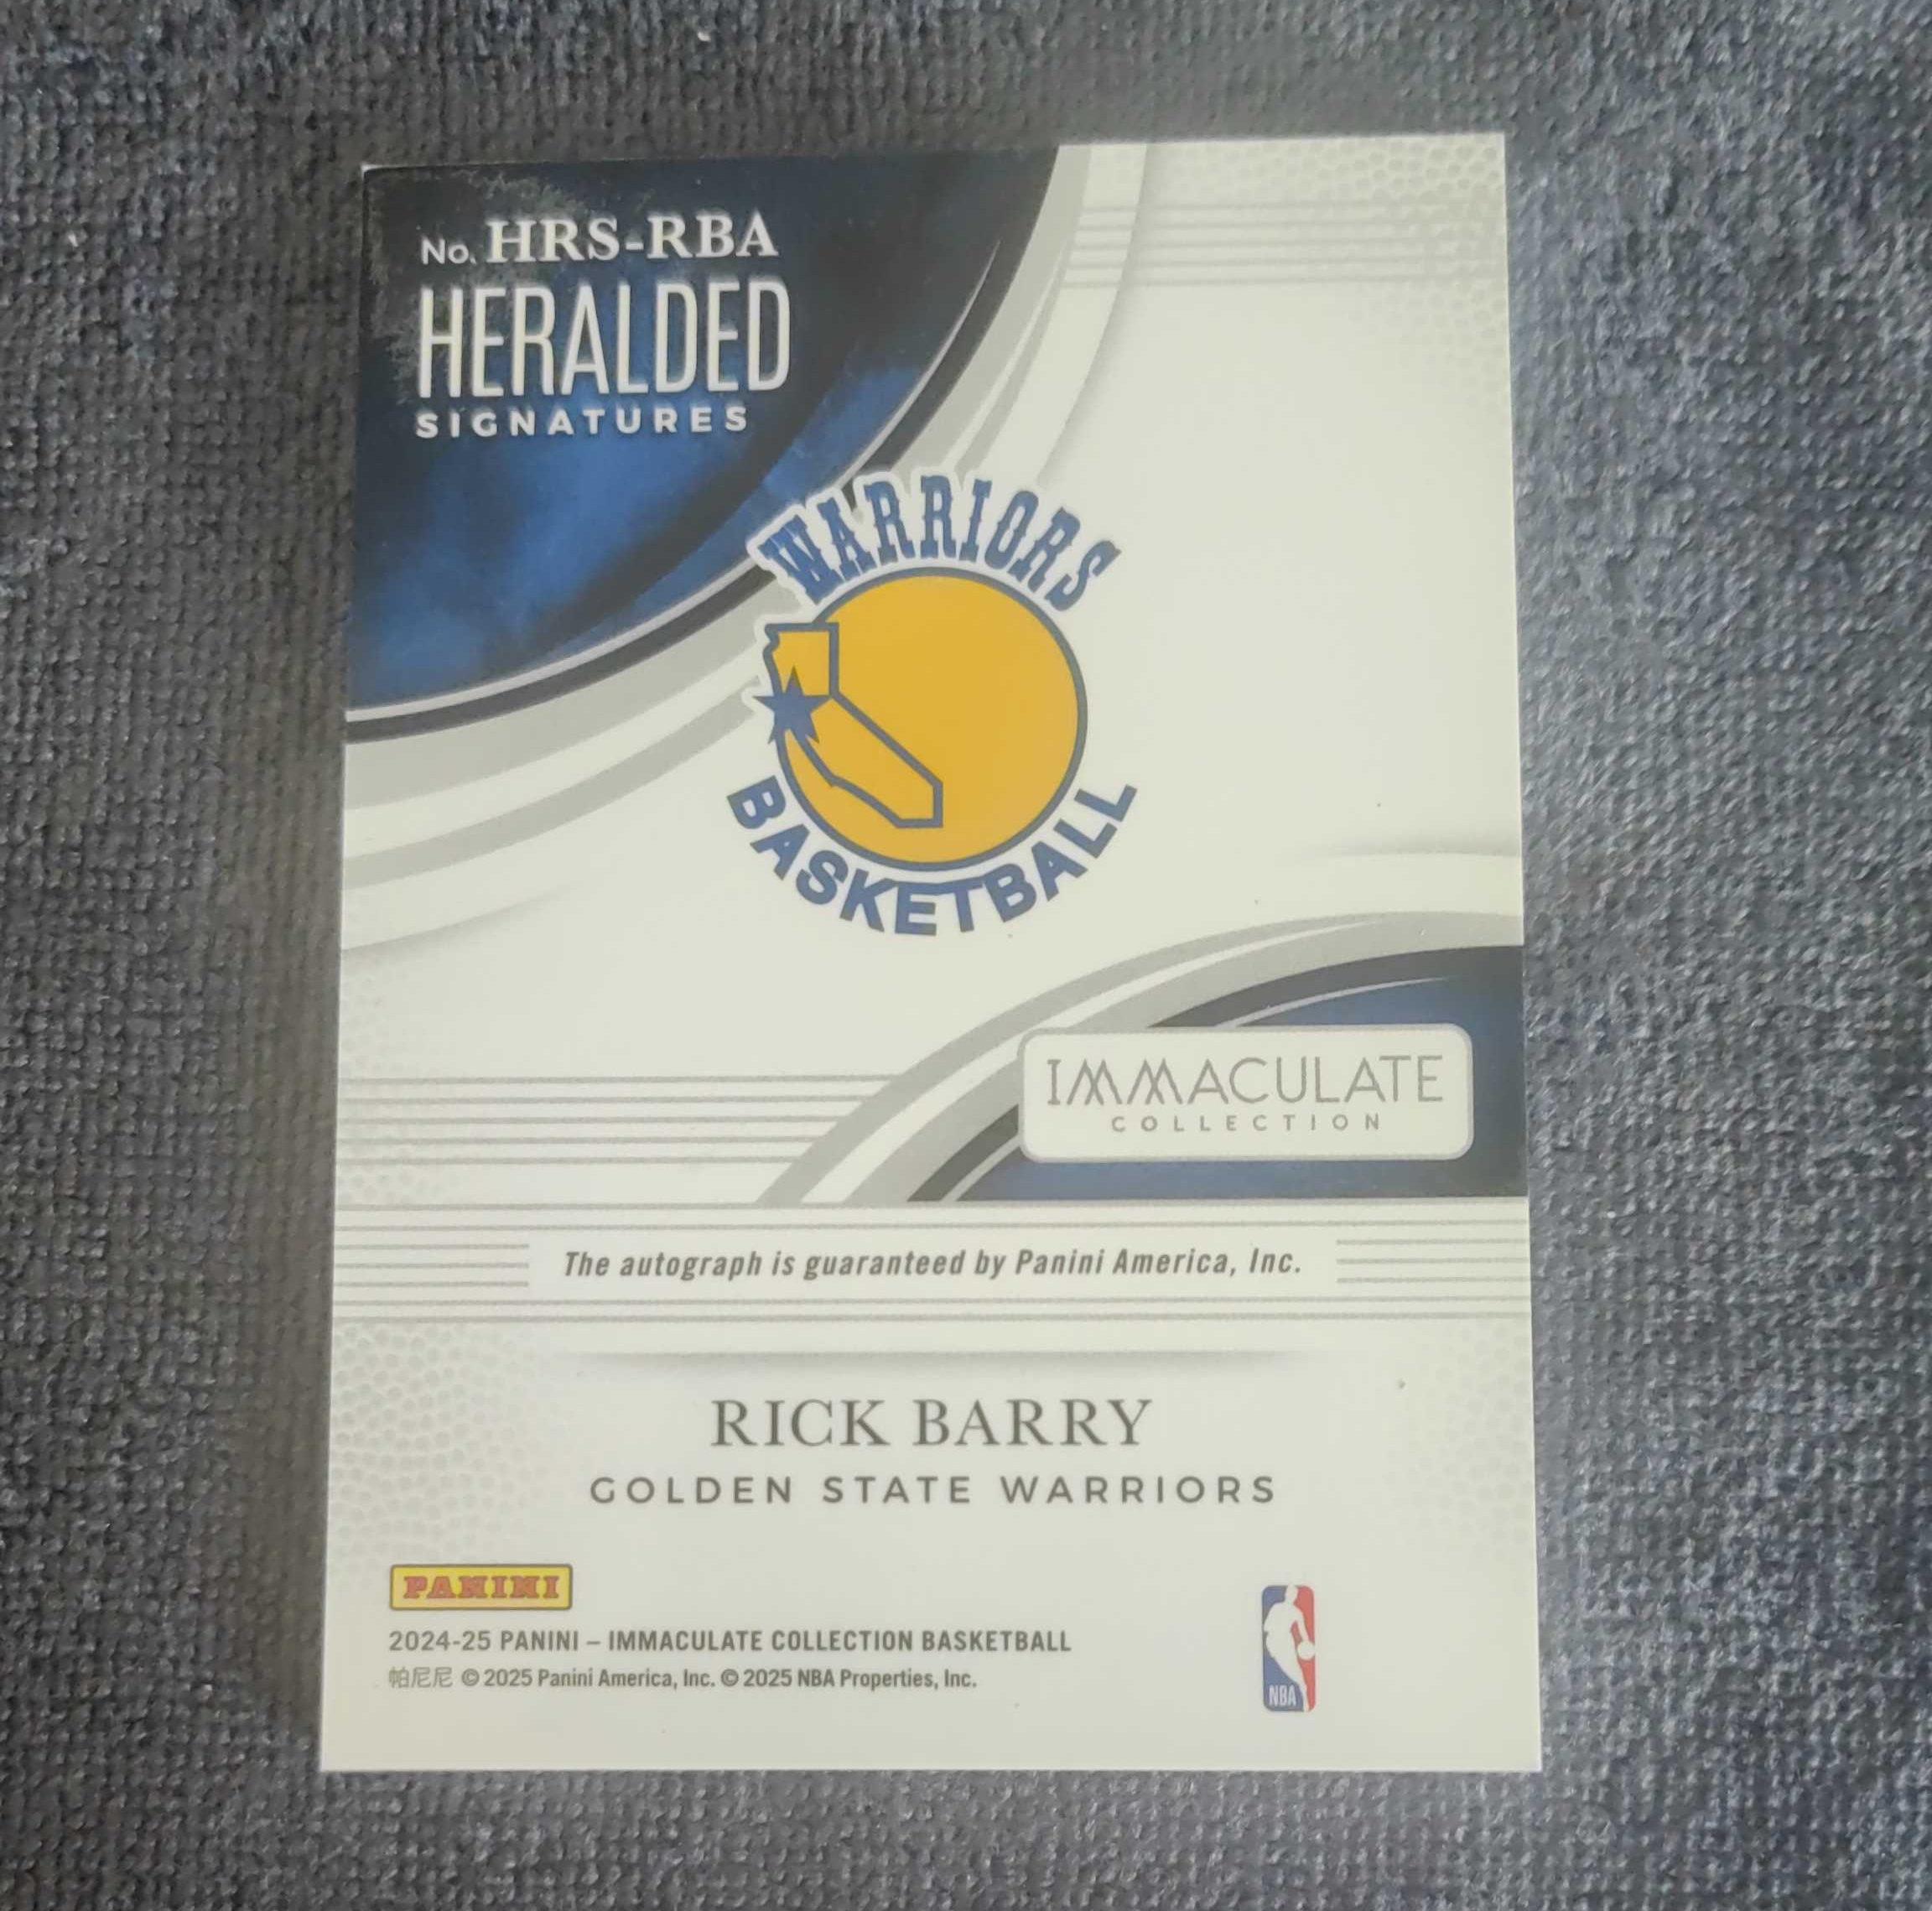 No. HRS-RBA
HERALDED
SIGNATURES
WARRIORS
BASKETBALL
IMMACULATE
COLLECTION
The autograph is guaranteed by Panini America, Inc.
RICK BARRY
GOLDEN STATE WARRIORS
PANINI
2024-25 PANINI – IMMACULATE COLLECTION BASKETBALL
帕尼尼 © 2025 Panini America, Inc. © 2025 NBA Properties, Inc.
NBA